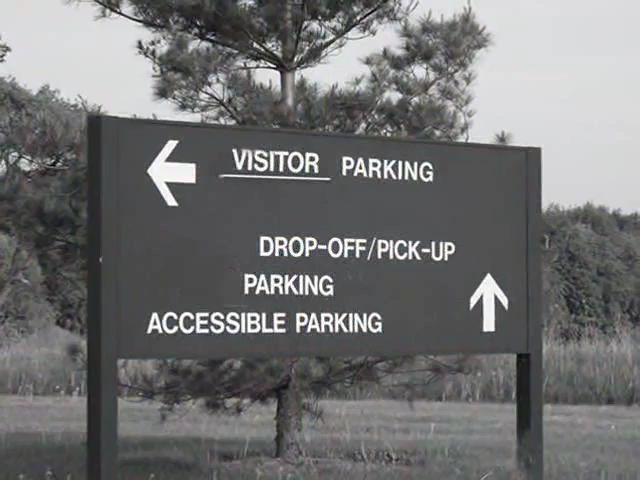 VISITOR PARKING
DROP-OFF/PICK-UP
PARKING
ACCESSIBLE PARKING